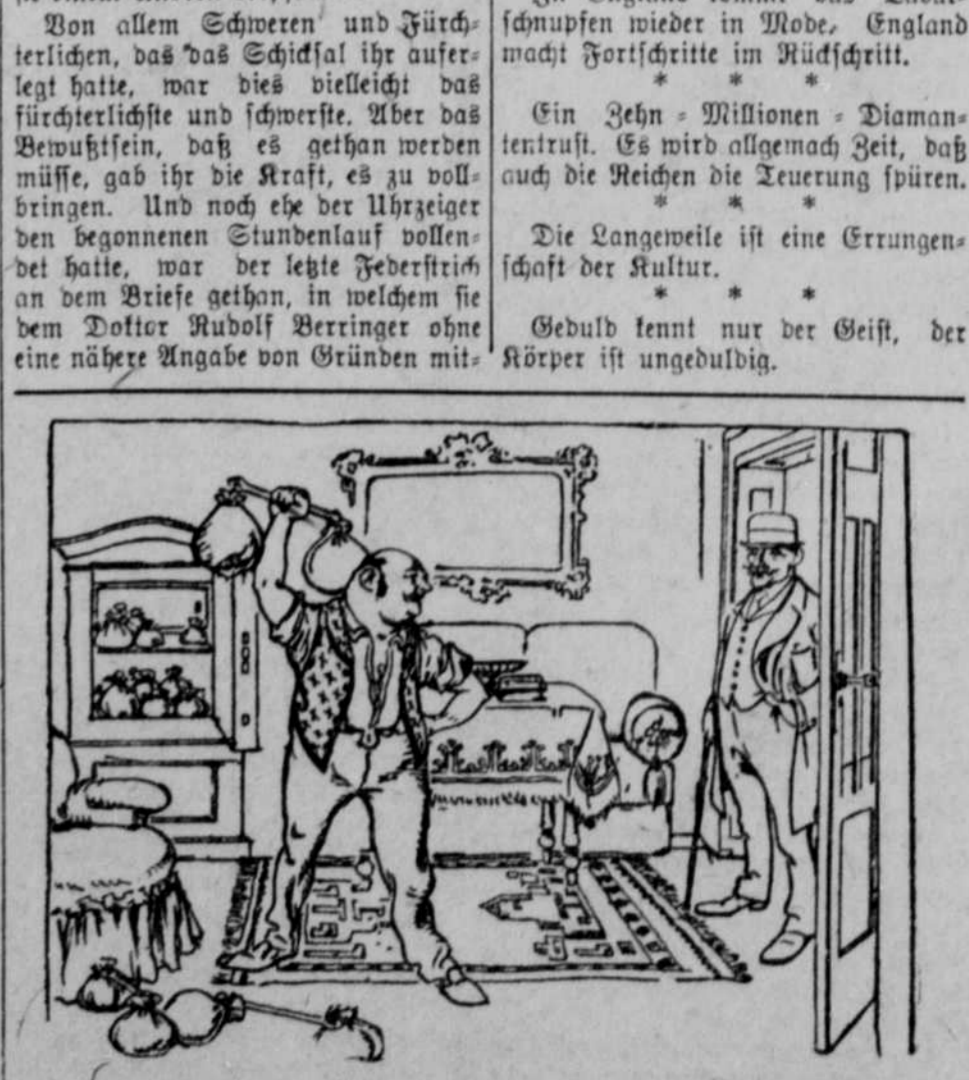 Von allem Schweren und Fürch-
terlichen, das das Schicksal ihr aufer-
legt hatte, war dies vielleicht das
fürchterlichste und schwerste. Aber das
Bewußtsein, daß es gethan werden
müsse, gab ihr die Kraft, es zu voll-
bringen. Und noch ehe der Uhrzeiger
den begonnenen Stundenlauf vollen-
det hatte, war der letzte Federstrich
an dem Briefe gethan, in welchem sie
dem Doktor Rudolf Berringer ohne
eine nähere Angabe von Gründen mit-
schnupfen wieder in Mode. England
macht Fortschritte im Rückschritt.
* * *
Ein Zehn-Millionen-Diaman-
tentrust. Es wird allgemach Zeit, daß
auch die Reichen die Teuerung spüren.
* * *
Die Langeweile ist eine Errungen-
schaft der Kultur.
* * *
Geduld kennt nur der Geist, der
Körper ist ungeduldig.